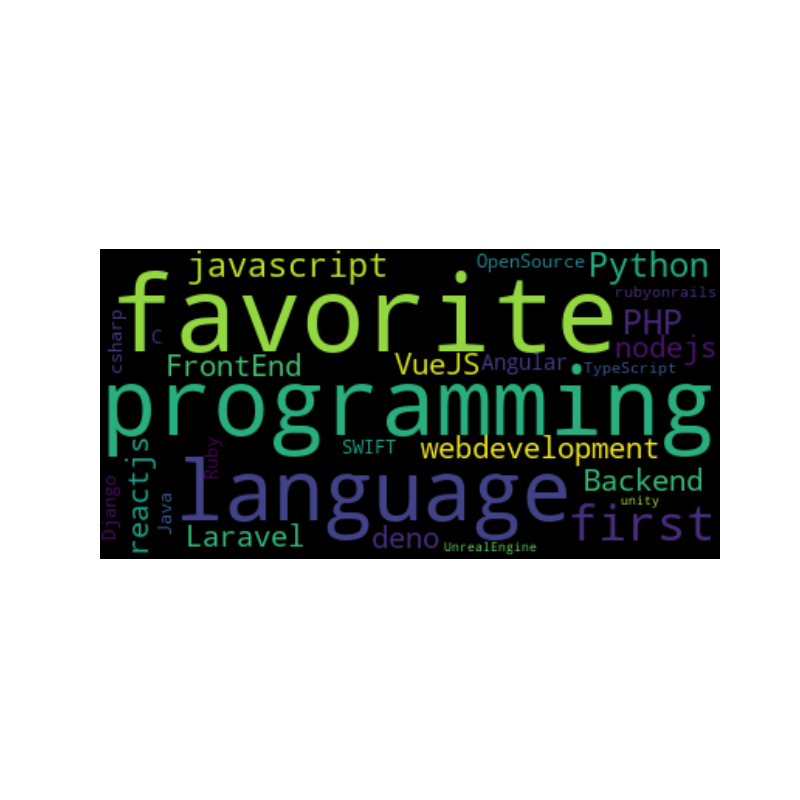 javascript
OpenSource
Python
favorite
rubyonrails
csharp
C
PHP
nodejs
FrontEnd
VueJS
Angular
TypeScript
programming
reactjs
Ruby
SWIFT
webdevelopment
language
Backend
Django
Java
unity
first
Laravel
deno
UnrealEngine